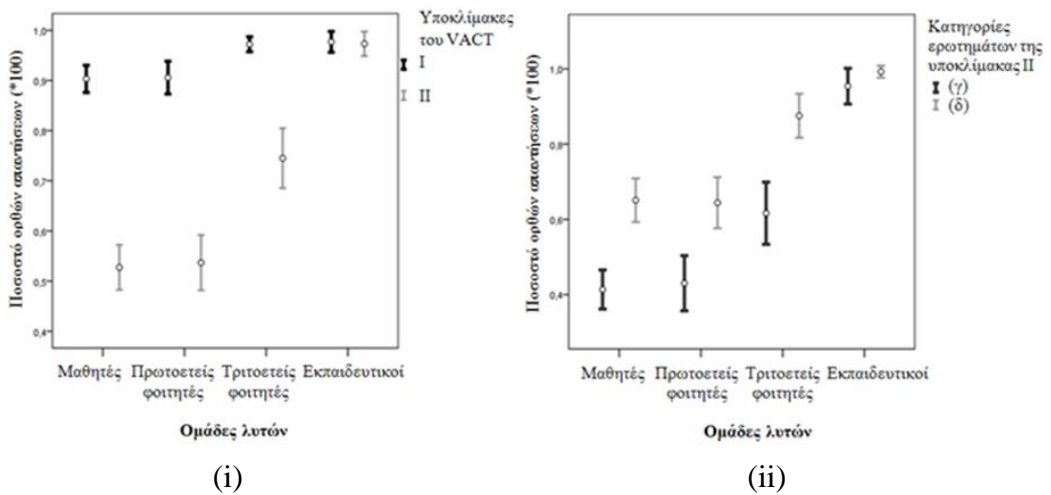 Ποσοστό ορθών απαντήσεων (*100)
1,0
0,9
0,8
0,7
0,6
0,5
0,4
Μαθητές Πρωτοετείς Τριτοετείς Εκπαιδευτικοί
φοιτητές φοιτητές
Ομάδες λυτών
Υποκλίμακες
του VACT
I
II
(i)
Ποσοστό ορθών απαντήσεων (*100)
1,0
0,8
0,6
0,4
Μαθητές Πρωτοετείς Τριτοετείς Εκπαιδευτικοί
φοιτητές φοιτητές
Ομάδες λυτών
Κατηγορίες
ερωτημάτων της
υποκλίμακας II
(γ)
(δ)
(ii)